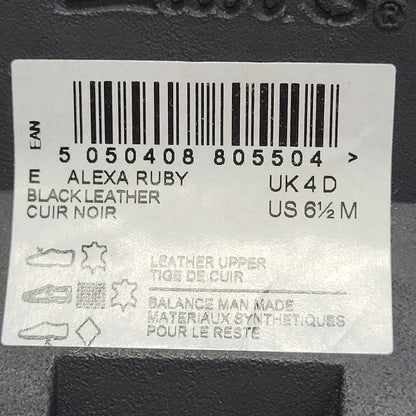 EAN
5 050408 805504 >
E ALEXA RUBY UK 4 D
BLACK LEATHER US 6½ M
CUIR NOIR
LEATHER UPPER
TIGE DE CUIR
BALANCE MAN MADE
MATERIAUX SYNTHETIQUES
POUR LE RESTE